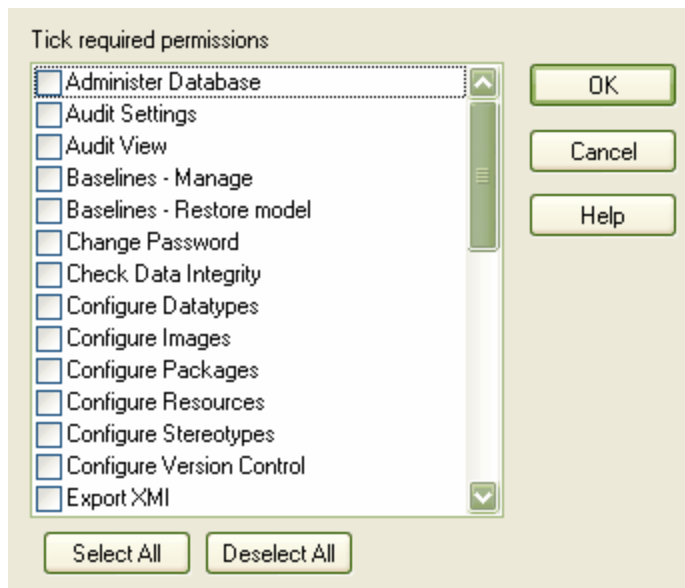 Tick required permissions
Administer Database
Audit Settings
Audit View
Baselines - Manage
Baselines - Restore model
Change Password
Check Data Integrity
Configure Datatypes
Configure Images
Configure Packages
Configure Resources
Configure Stereotypes
Configure Version Control
Export XMI
OK
Cancel
Help
Select All
Deselect All